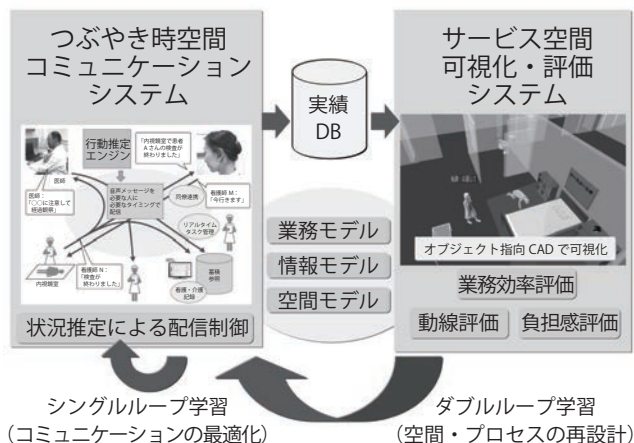 つぶやき時空間
コミュニケーション
システム
行動推定
エンジン
「内視鏡室で患者
Aさんの検査が
終わりました」
医師
医師：
「○○に注意して
経過観察」
音声メッセージを
必要な人に
必要なタイミングで
配信
同僚連携
看護師M：
「今行きます」
リアルタイム
タスク管理
内視鏡室
看護師N：
「検査が
終わりました」
看護・介護
記録
蓄積
参照
状況推定による配信制御
実績
DB
業務モデル
情報モデル
空間モデル
サービス空間
可視化・評価
システム
オブジェクト指向CADで可視化
業務効率評価
動線評価
負担感評価
シングルループ学習
（コミュニケーションの最適化）
ダブルループ学習
（空間・プロセスの再設計）